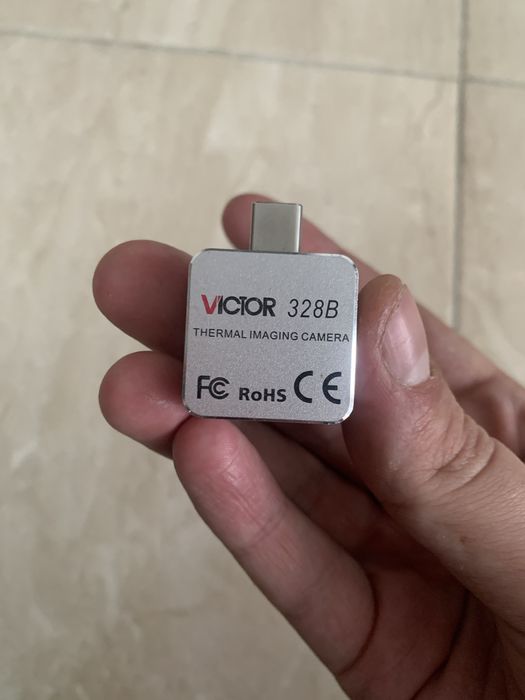 VICTOR 328B
THERMAL IMAGING CAMERA
FC RoHS CE